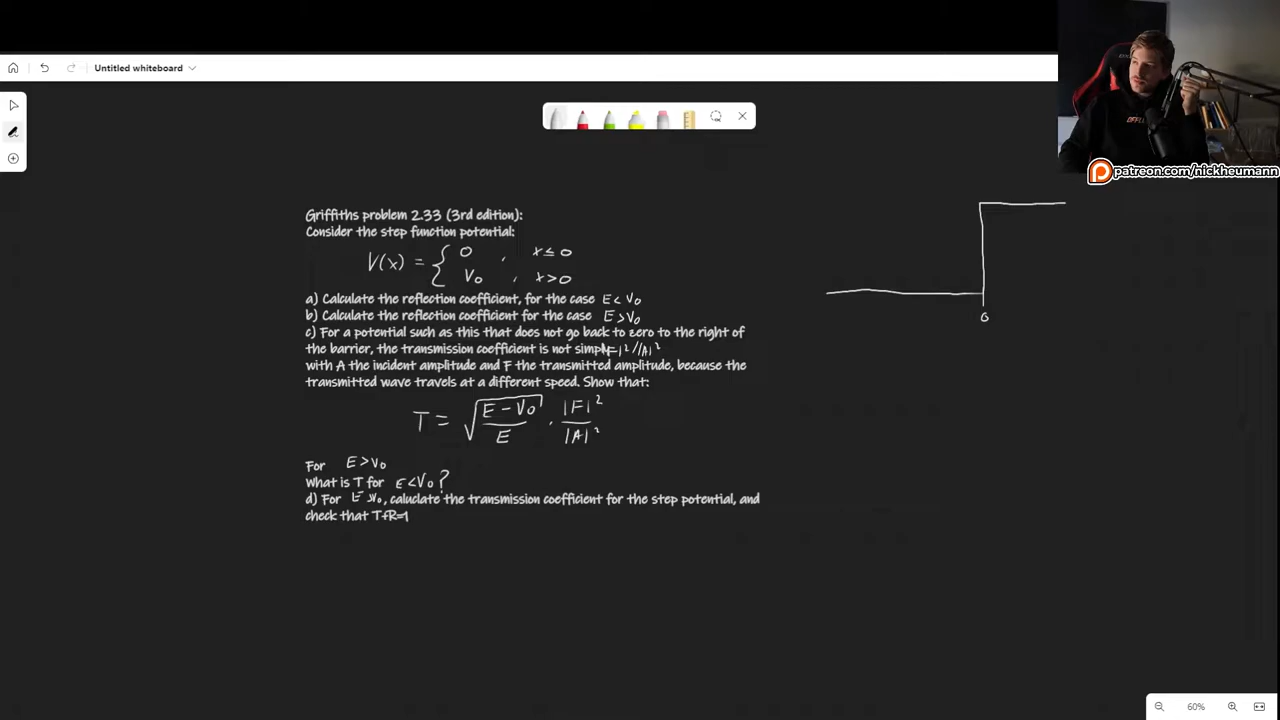 Untitled whiteboard
patreon.com/nickheumann
Griffiths problem 2.33 (3rd edition):
Consider the step function potential:
V(x) = { 0 , x ≤ 0
V₀ , x > 0
a) Calculate the reflection coefficient, for the case E < V₀
b) Calculate the reflection coefficient for the case E > V₀
c) For a potential such as this that does not go back to zero to the right of
the barrier, the transmission coefficient is not simply |F|²/|A|²
with A the incident amplitude and F the transmitted amplitude, because the
transmitted wave travels at a different speed. Show that:
T = √((E - V₀)/E) · |F|²/|A|²
For E > V₀
What is T for E < V₀?
d) For E > V₀, caluclate the transmission coefficient for the step potential, and
check that T+R=1
0
60%